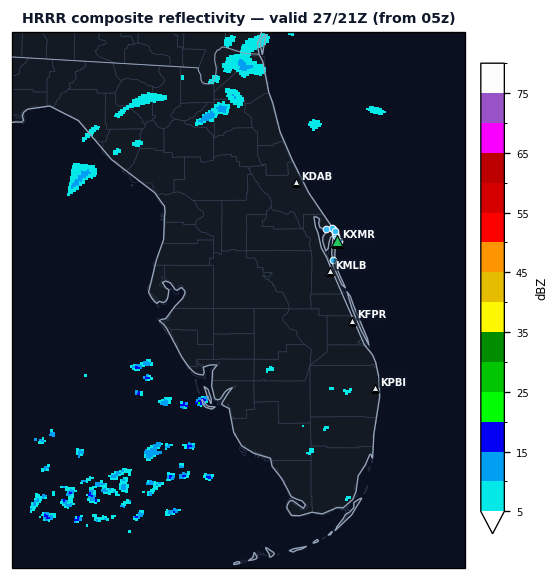 HRRR composite reflectivity — valid 27/21Z (from 05z)
KDAB
KXMR
KMLB
KFPR
KPBI
75
65
55
45
35
25
15
5
dBZ